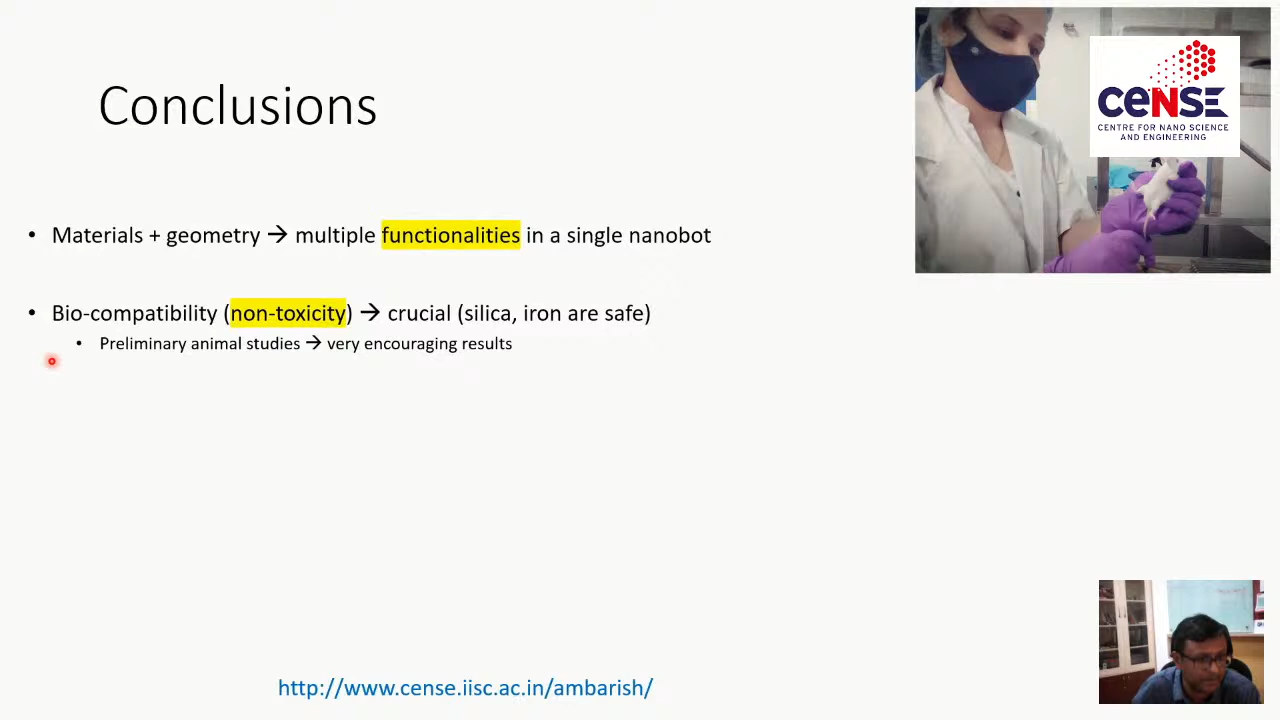 Conclusions
CeNSE
CENTRE FOR NANO SCIENCE
AND ENGINEERING
• Materials + geometry → multiple functionalities in a single nanobot
• Bio-compatibility (non-toxicity) → crucial (silica, iron are safe)
• Preliminary animal studies → very encouraging results
http://www.cense.iisc.ac.in/ambarish/